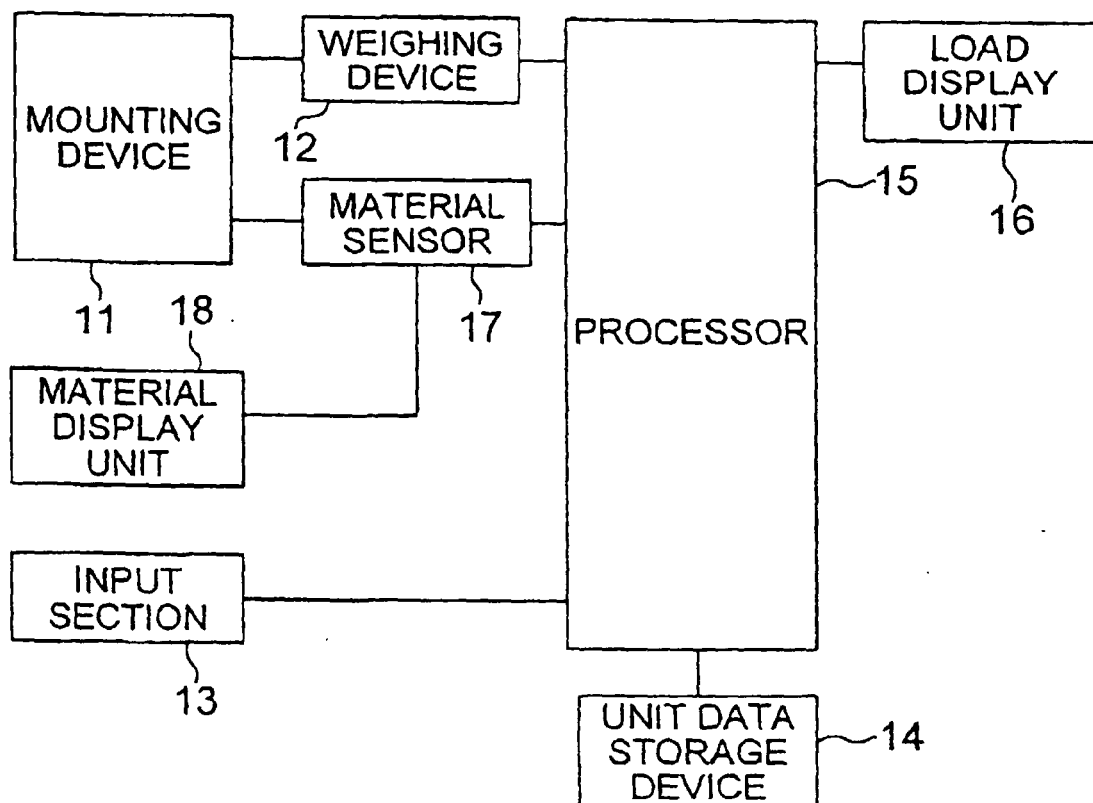 MOUNTING
DEVICE
11
WEIGHING
DEVICE
12
MATERIAL
SENSOR
17
18
MATERIAL
DISPLAY
UNIT
INPUT
SECTION
13
PROCESSOR
15
LOAD
DISPLAY
UNIT
16
UNIT DATA
STORAGE
DEVICE
14